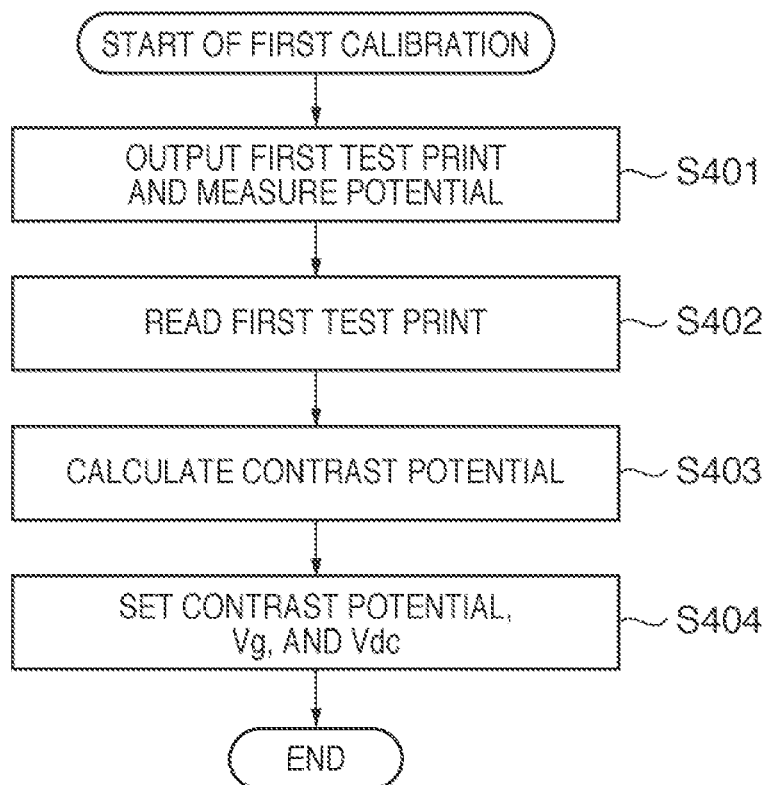 START OF FIRST CALIBRATION
OUTPUT FIRST TEST PRINT
AND MEASURE POTENTIAL
S401
READ FIRST TEST PRINT
S402
CALCULATE CONTRAST POTENTIAL
S403
SET CONTRAST POTENTIAL,
Vg, AND Vdc
S404
END